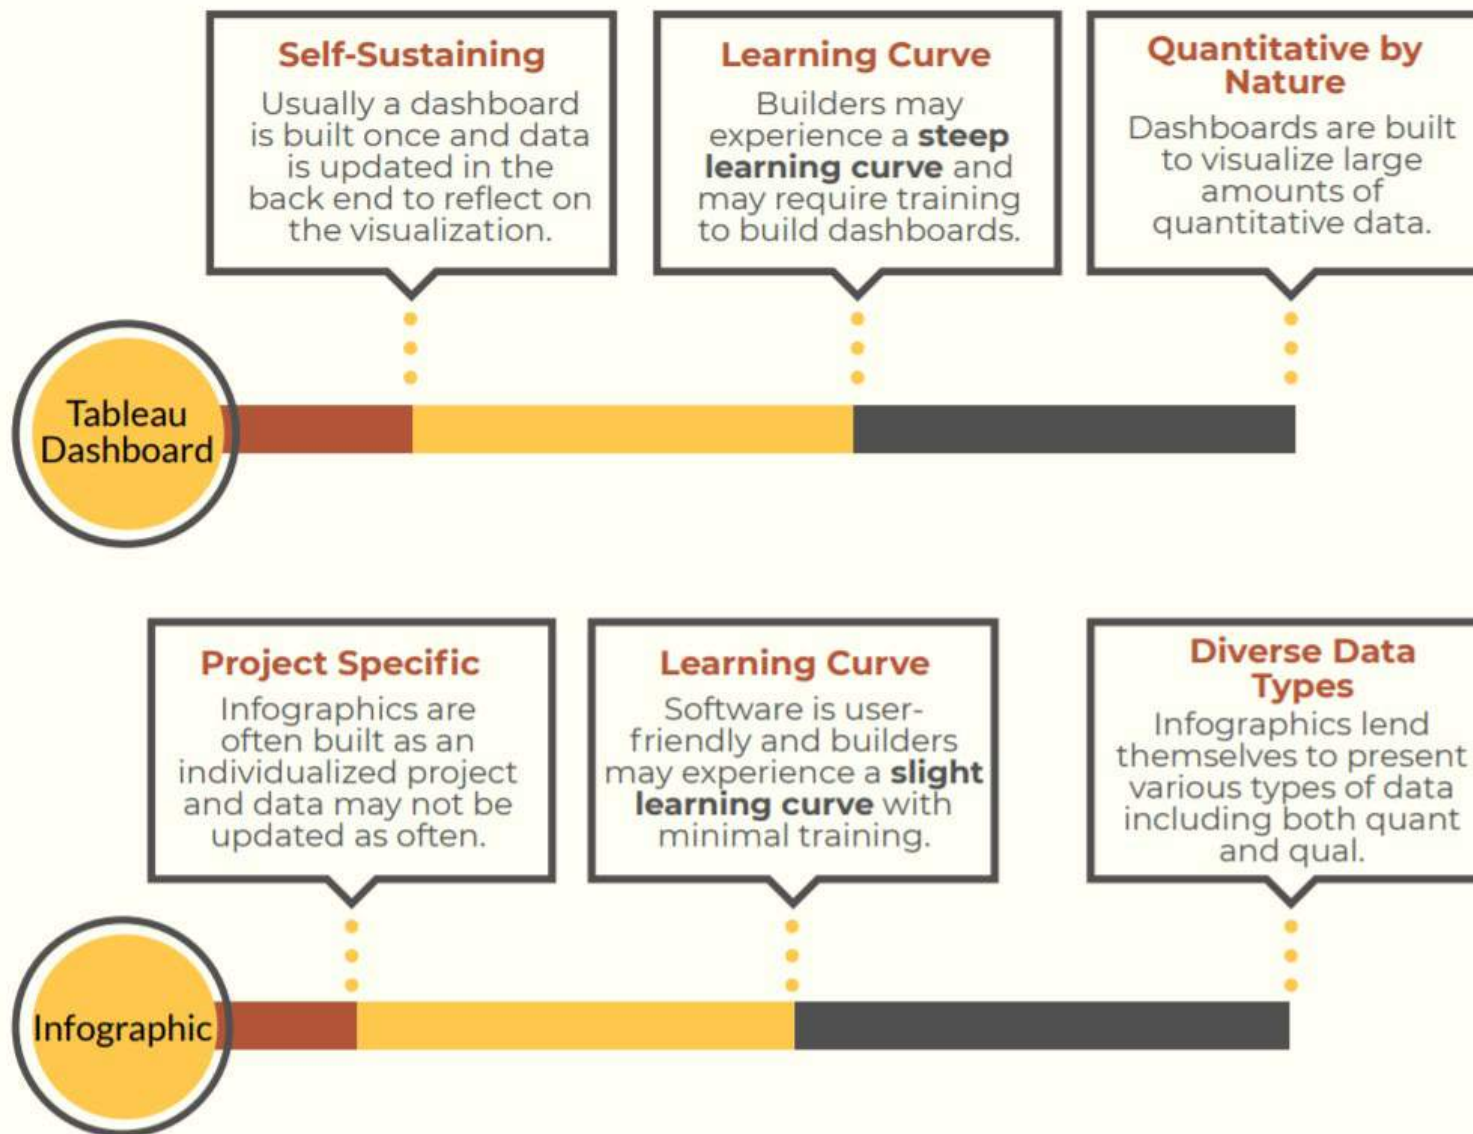 Self-Sustaining
Usually a dashboard
is built once and data
is updated in the
back end to reflect on
the visualization.
Learning Curve
Builders may
experience a steep
learning curve and
may require training
to build dashboards.
Quantitative by
Nature
Dashboards are built
to visualize large
amounts of
quantitative data.
Tableau
Dashboard
Project Specific
Infographics are
often built as an
individualized project
and data may not be
updated as often.
Learning Curve
Software is user-
friendly and builders
may experience a slight
learning curve with
minimal training.
Diverse Data
Types
Infographics lend
themselves to present
various types of data
including both quant
and qual.
Infographic